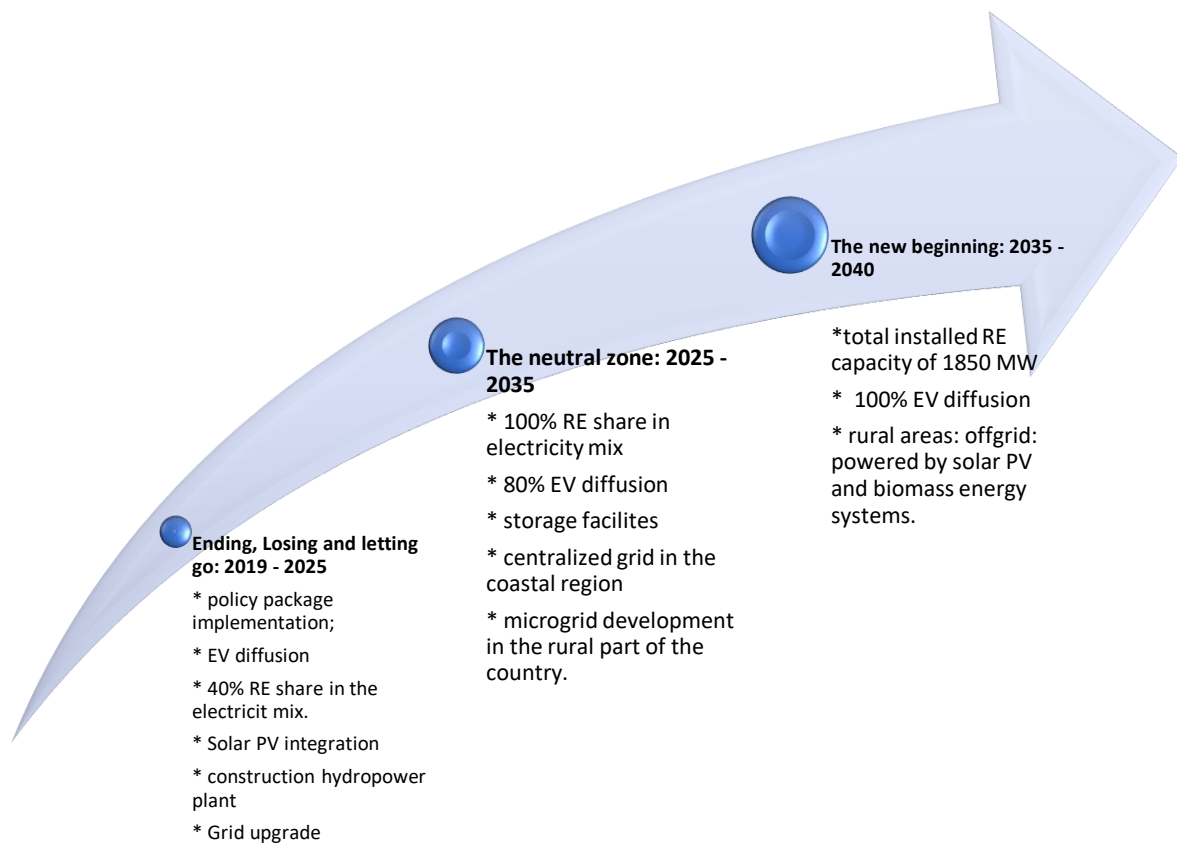 Ending, Losing and letting
go: 2019 - 2025
* policy package
implementation;
* EV diffusion
* 40% RE share in the
electricit mix.
* Solar PV integration
* construction hydropower
plant
* Grid upgrade
The neutral zone: 2025 -
2035
* 100% RE share in
electricity mix
* 80% EV diffusion
* storage facilites
* centralized grid in the
coastal region
* microgrid development
in the rural part of the
country.
The new beginning: 2035 -
2040
*total installed RE
capacity of 1850 MW
* 100% EV diffusion
* rural areas: offgrid:
powered by solar PV
and biomass energy
systems.